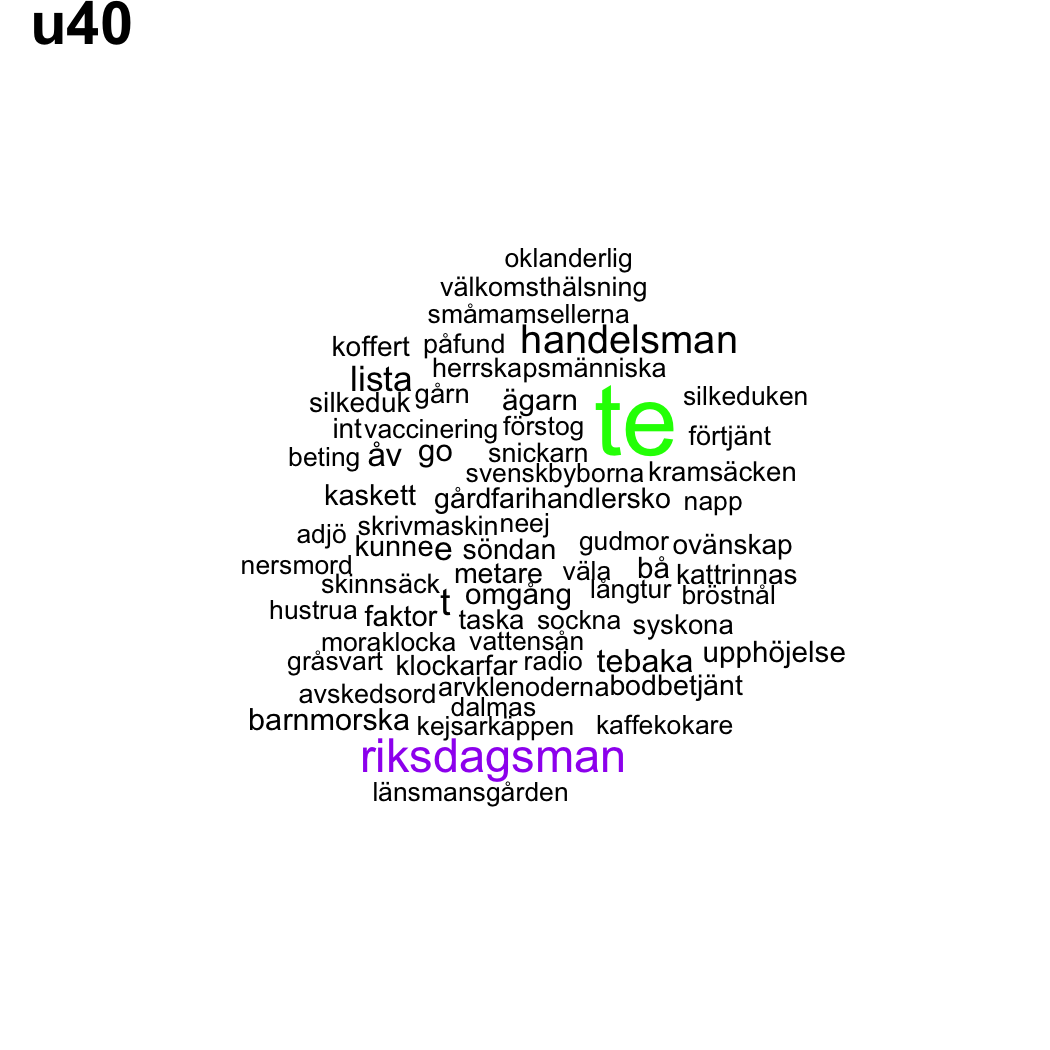 u40
oklanderlig
välkomsthälsning
småmamsellerna
koffert påfund handelsman
herrskapsmänniska
lista
silkeduk gårn ägarn te silkeduken
int vaccinering förstog förtjänt
beting åv go snickarn
svenskbyborna kramsäcken
kaskett gårdfarihandlersko napp
adjö skrivmaskin neej
kunne e söndan gudmor ovänskap
nersmord metare väla bå kattrinnas
skinnsäck t omgång långtur bröstnål
hustrua faktor taska sockna syskona
moraklocka vattensån
gråsvart klockarfar radio tebaka upphöjelse
avskedsord arvklenoderna bodbetjänt
dalmas
barnmorska kejsarkäppen kaffekokare
riksdagsman
länsmansgården